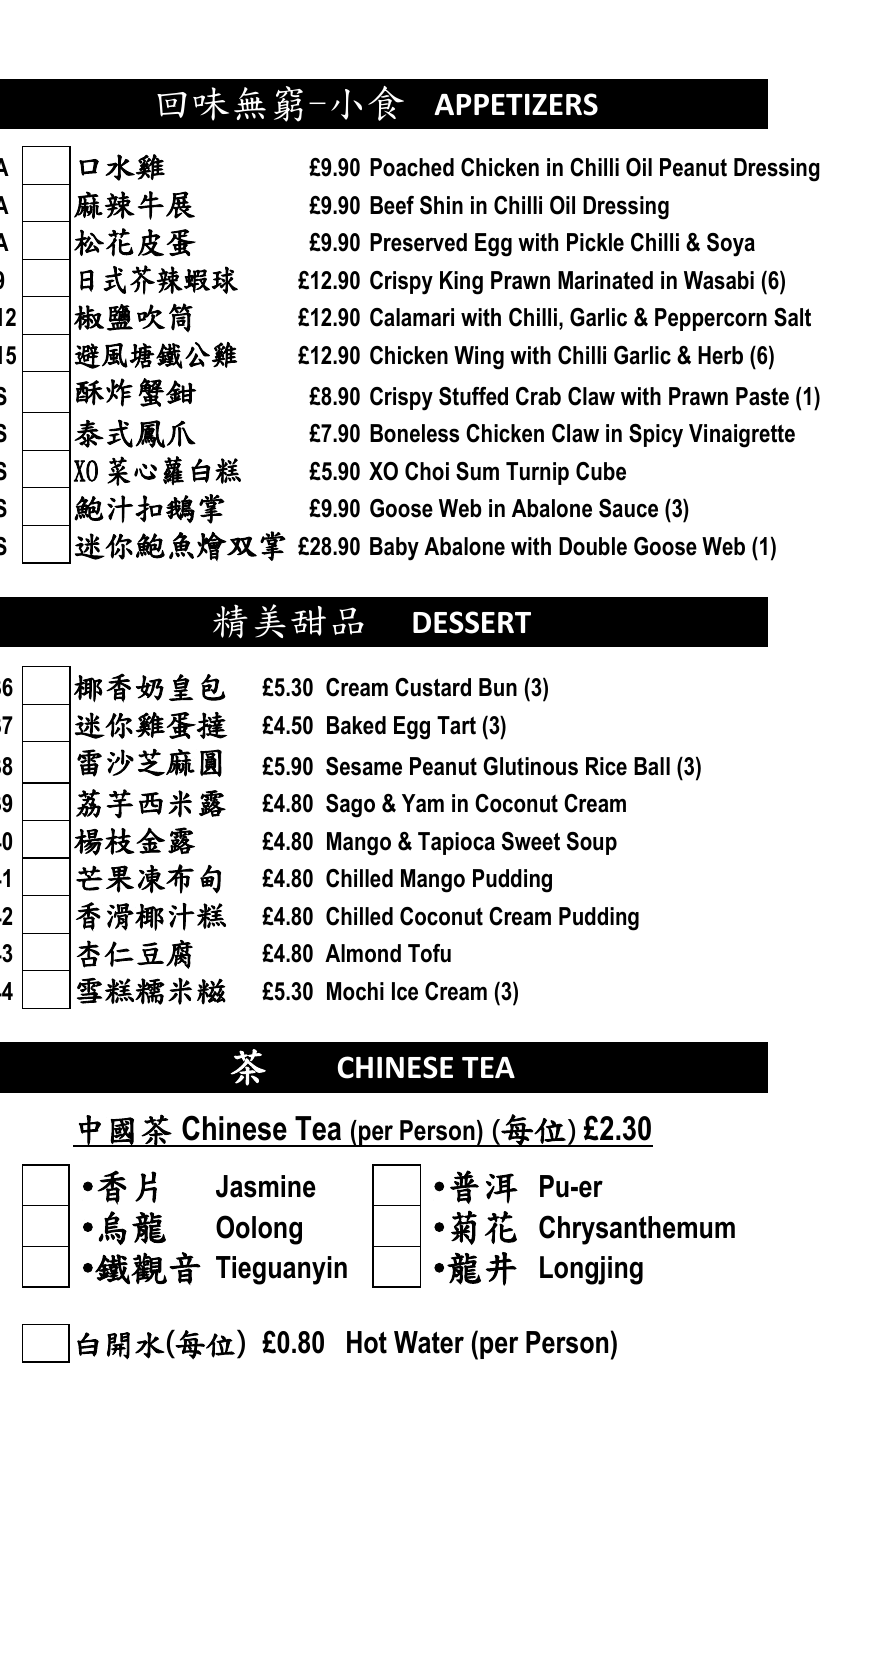 回味無窮-小食 APPETIZERS
A 口水雞 £9.90 Poached Chicken in Chilli Oil Peanut Dressing
A 麻辣牛展 £9.90 Beef Shin in Chilli Oil Dressing
A 松花皮蛋 £9.90 Preserved Egg with Pickle Chilli & Soya
9 日式芥辣蝦球 £12.90 Crispy King Prawn Marinated in Wasabi (6)
12 椒鹽吹筒 £12.90 Calamari with Chilli, Garlic & Peppercorn Salt
15 避風塘鐵公雞 £12.90 Chicken Wing with Chilli Garlic & Herb (6)
S 酥炸蟹鉗 £8.90 Crispy Stuffed Crab Claw with Prawn Paste (1)
S 泰式鳳爪 £7.90 Boneless Chicken Claw in Spicy Vinaigrette
S XO 菜心蘿白糕 £5.90 XO Choi Sum Turnip Cube
S 鮑汁扣鵝掌 £9.90 Goose Web in Abalone Sauce (3)
S 迷你鮑魚燴双掌 £28.90 Baby Abalone with Double Goose Web (1)
精美甜品 DESSERT
36 椰香奶皇包 £5.30 Cream Custard Bun (3)
37 迷你雞蛋撻 £4.50 Baked Egg Tart (3)
38 雷沙芝麻圓 £5.90 Sesame Peanut Glutinous Rice Ball (3)
39 荔芋西米露 £4.80 Sago & Yam in Coconut Cream
40 楊枝金露 £4.80 Mango & Tapioca Sweet Soup
41 芒果凍布甸 £4.80 Chilled Mango Pudding
42 香滑椰汁糕 £4.80 Chilled Coconut Cream Pudding
43 杏仁豆腐 £4.80 Almond Tofu
44 雪糕糯米糍 £5.30 Mochi Ice Cream (3)
茶 CHINESE TEA
中國茶 Chinese Tea (per Person) (每位) £2.30
•香片 Jasmine •普洱 Pu-er
•烏龍 Oolong •菊花 Chrysanthemum
•鐵觀音 Tieguanyin •龍井 Longjing
白開水(每位) £0.80 Hot Water (per Person)